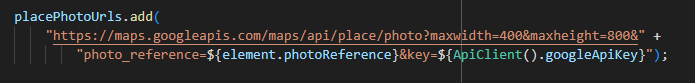 placePhotoUrls.add(
"https://maps.googleapis.com/maps/api/place/photo?maxwidth=400&maxheight=800&" +
"photo_reference=${element.photoReference}&key=${ApiClient().googleApiKey}");